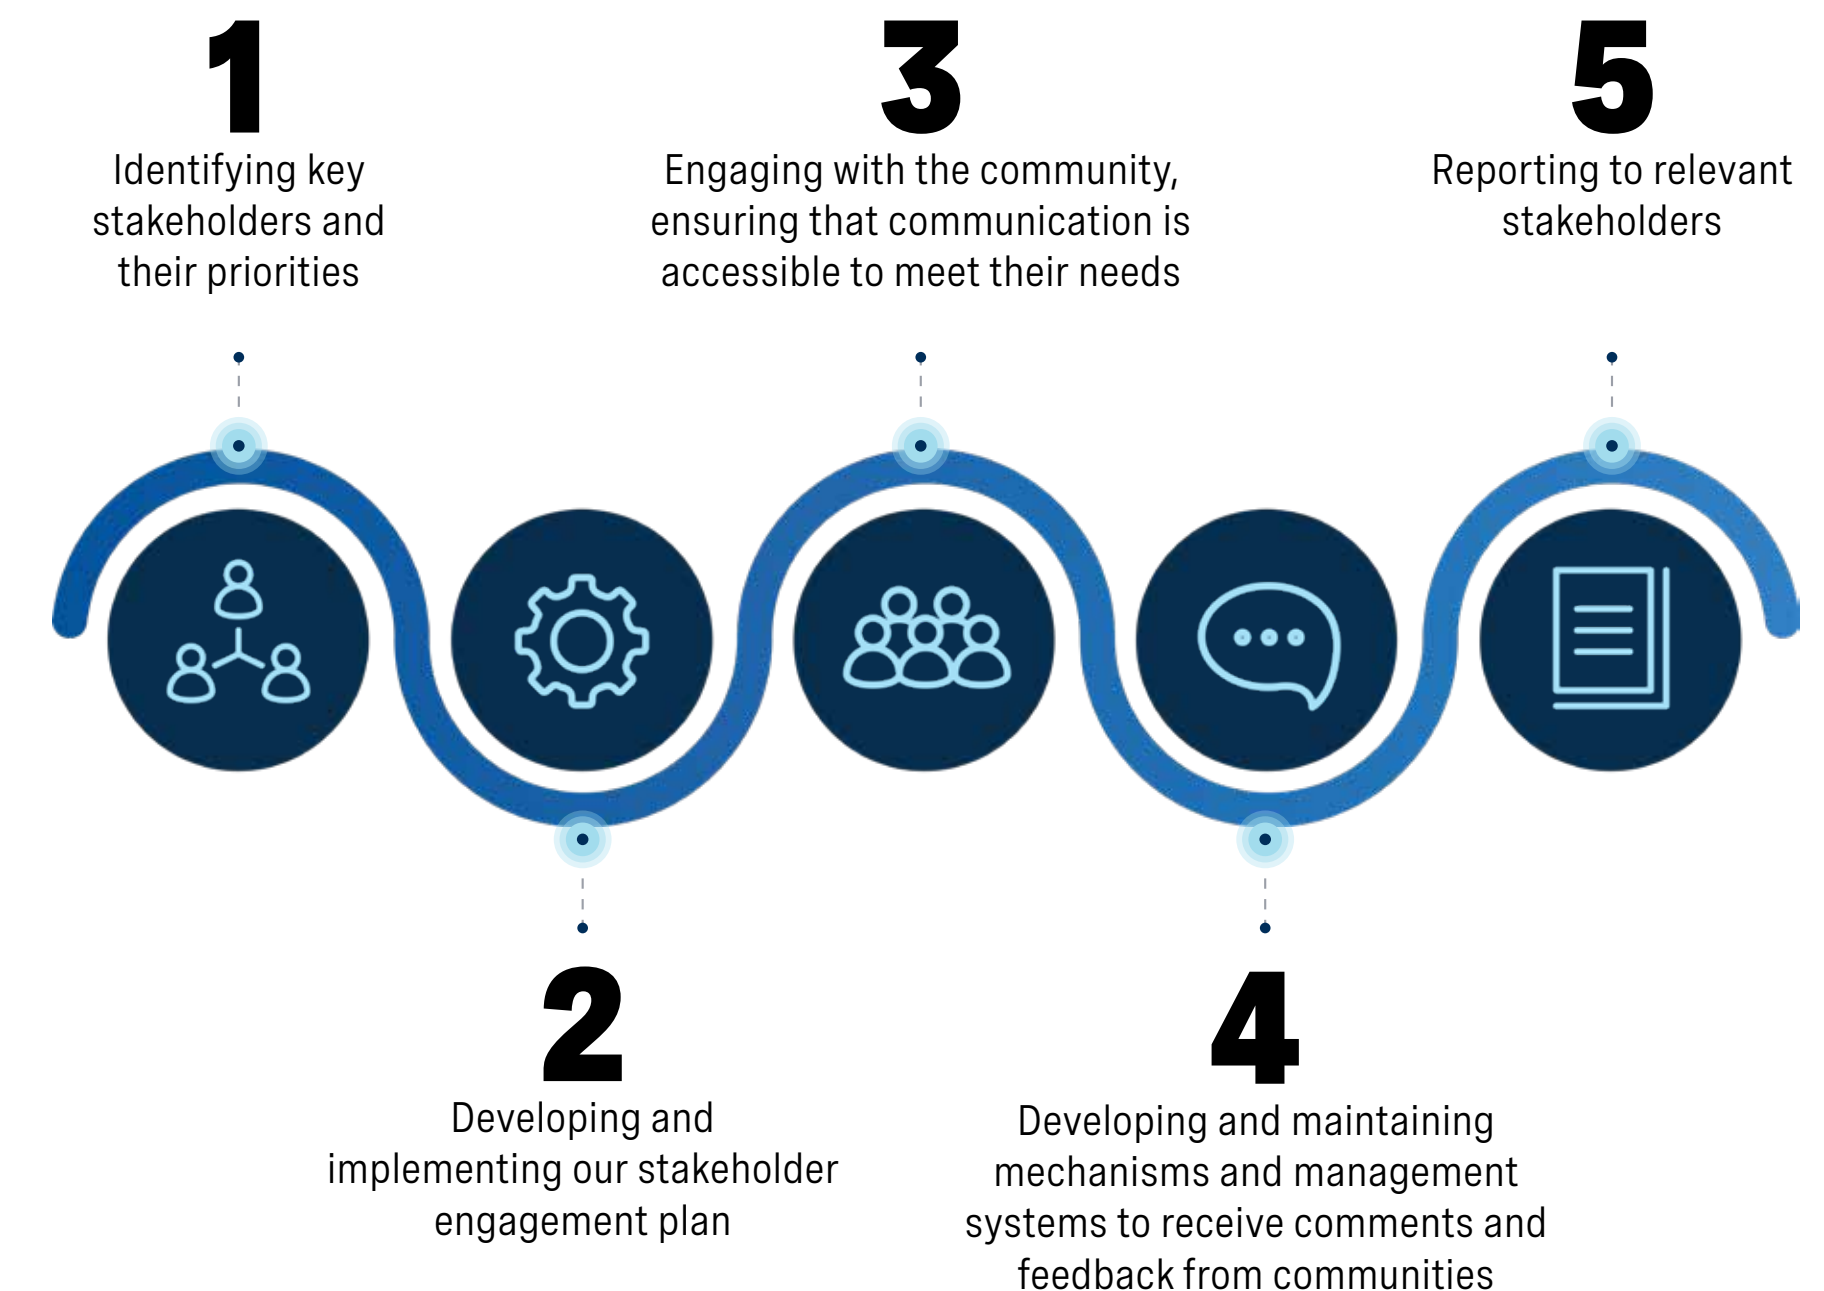 1
Identifying key
stakeholders and
their priorities
2
Developing and
implementing our stakeholder
engagement plan
3
Engaging with the community,
ensuring that communication is
accessible to meet their needs
4
Developing and maintaining
mechanisms and management
systems to receive comments and
feedback from communities
5
Reporting to relevant
stakeholders